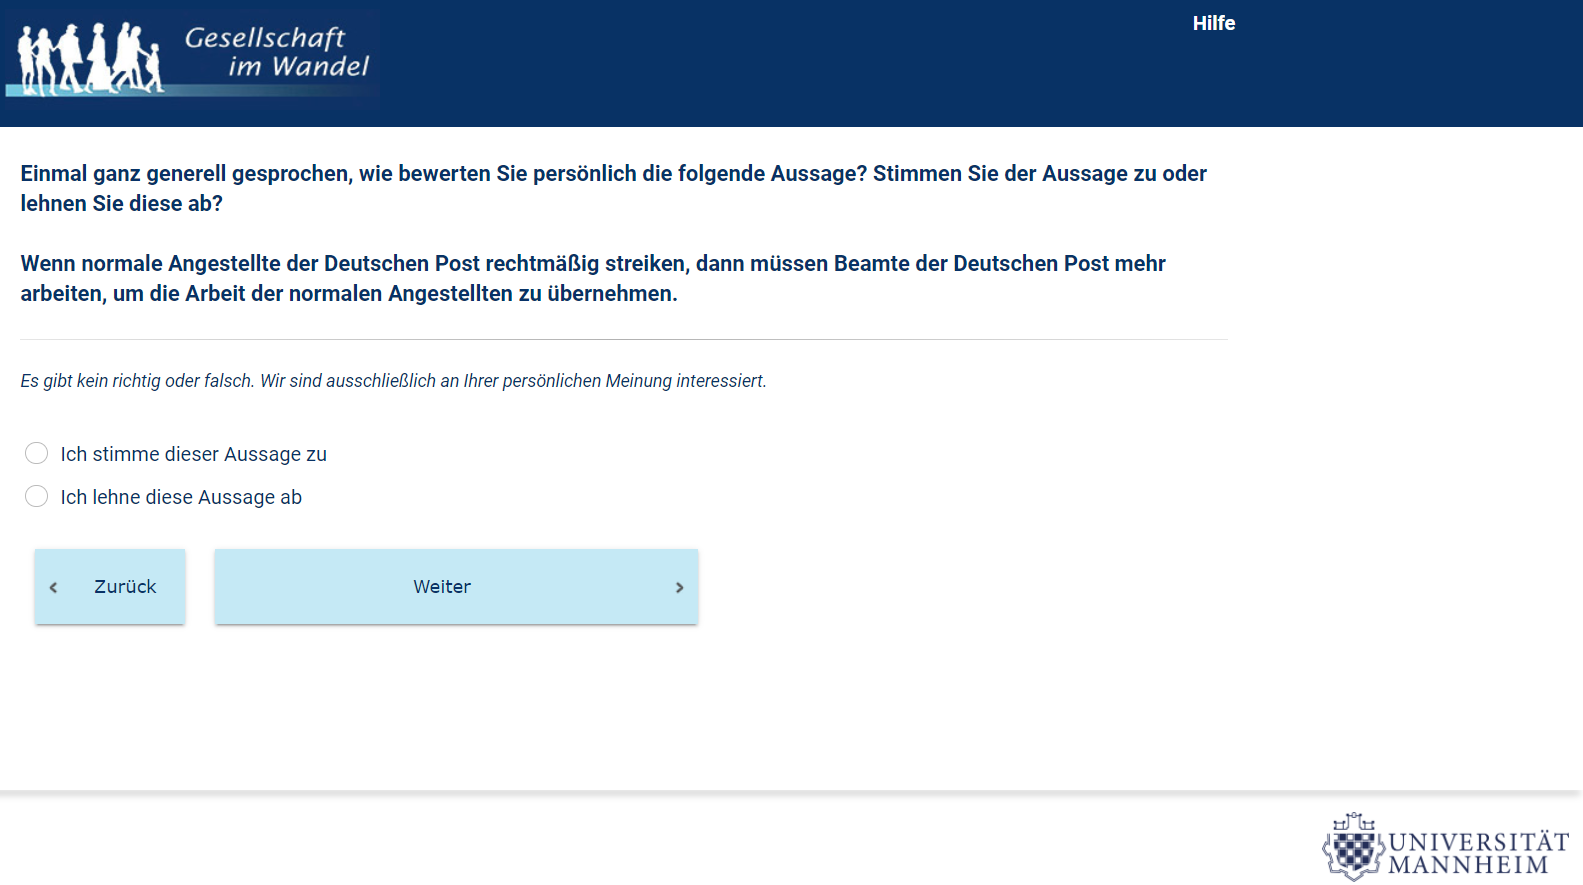 Gesellschaft
im Wandel
Hilfe
Einmal ganz generell gesprochen, wie bewerten Sie persönlich die folgende Aussage? Stimmen Sie der Aussage zu oder
lehnen Sie diese ab?
Wenn normale Angestellte der Deutschen Post rechtmäßig streiken, dann müssen Beamte der Deutschen Post mehr
arbeiten, um die Arbeit der normalen Angestellten zu übernehmen.
Es gibt kein richtig oder falsch. Wir sind ausschließlich an Ihrer persönlichen Meinung interessiert.
Ich stimme dieser Aussage zu
Ich lehne diese Aussage ab
Zurück
Weiter
UNIVERSITÄT
MANNHEIM